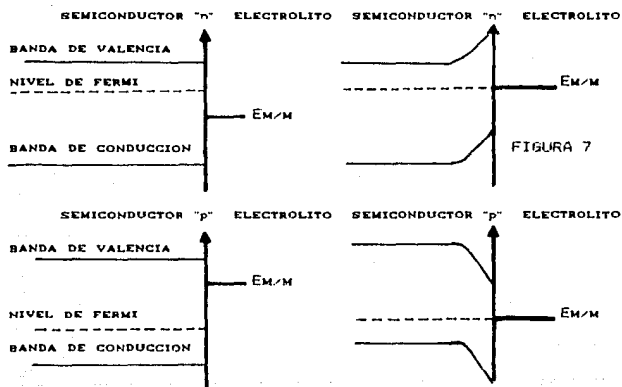 SEMICONDUCTOR "n" ELECTROLITO SEMICONDUCTOR "n" ELECTROLITO
BANDA DE VALENCIA
NIVEL DE FERMI
EM/M
EM/M
BANDA DE CONDUCCION
FIGURA 7
SEMICONDUCTOR "p" ELECTROLITO SEMICONDUCTOR "p" ELECTROLITO
BANDA DE VALENCIA
EM/M
NIVEL DE FERMI
EM/M
BANDA DE CONDUCCION